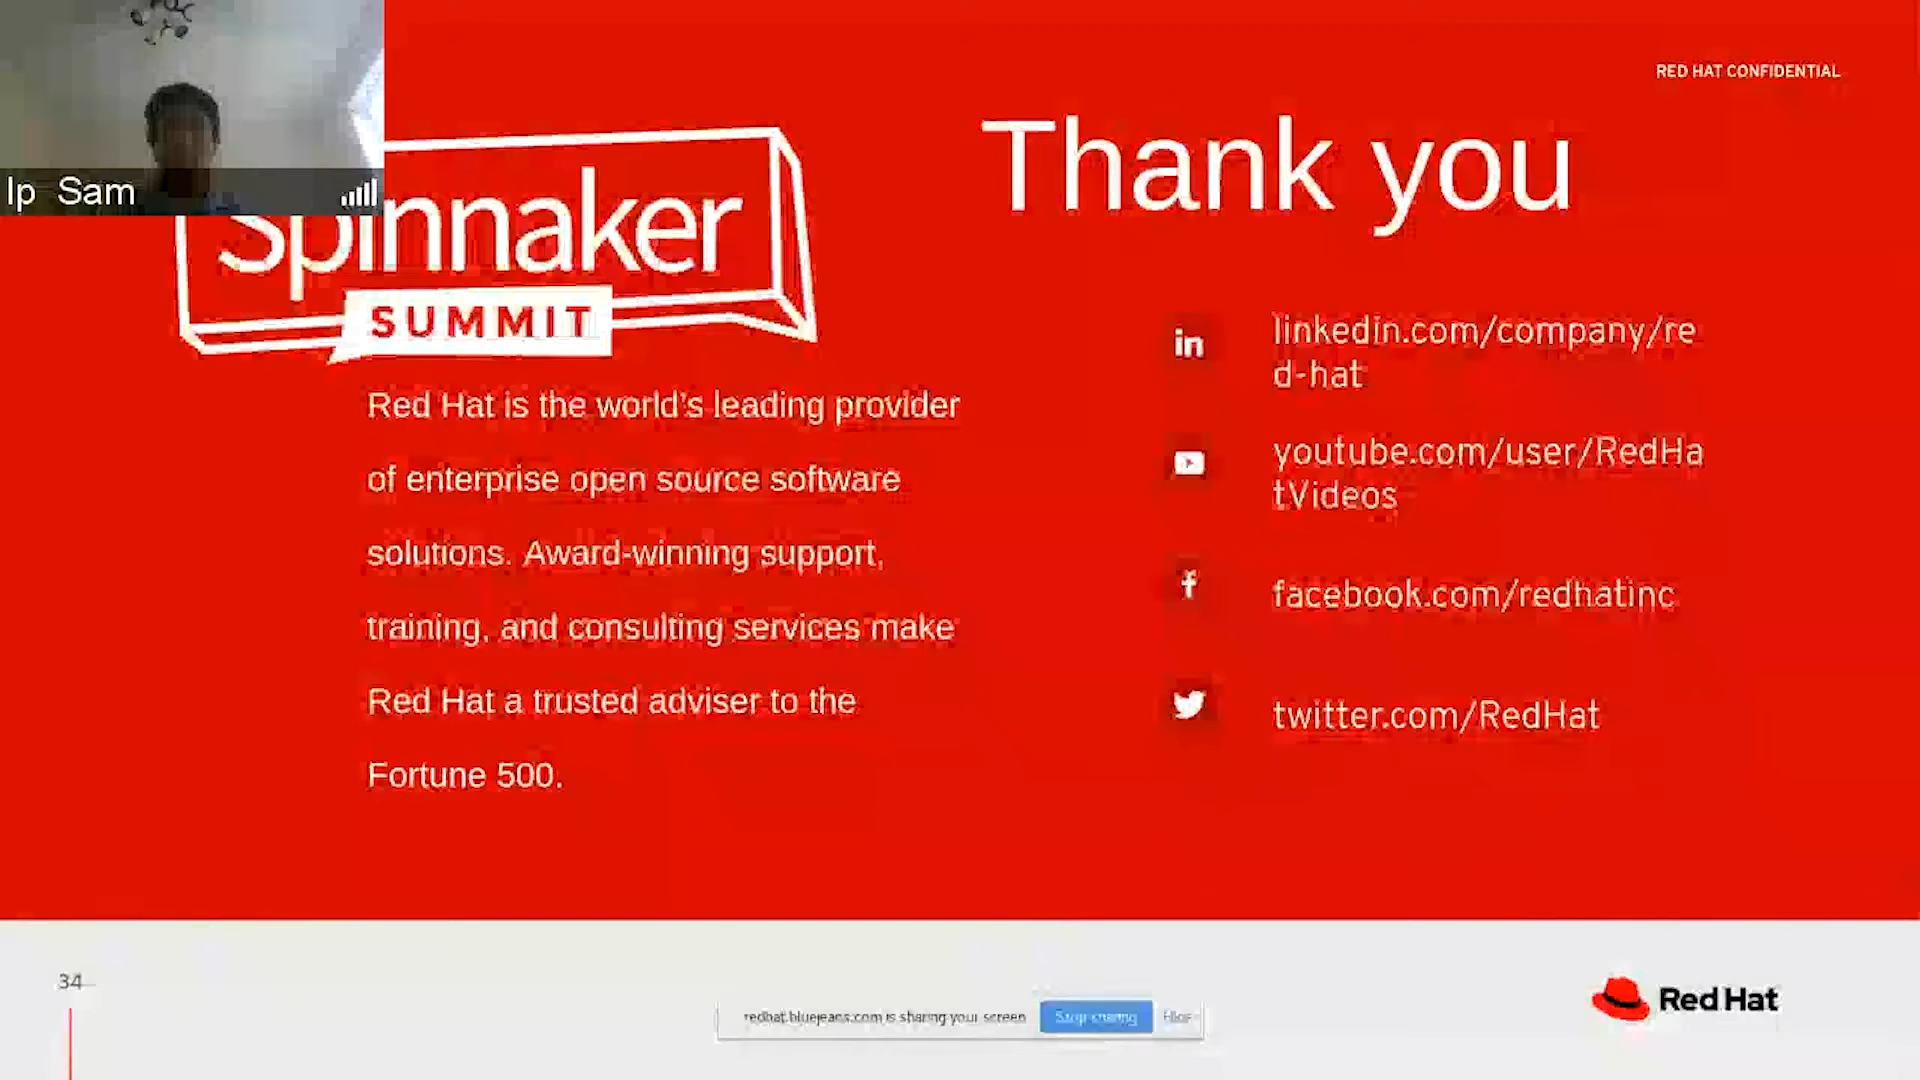 RED HAT CONFIDENTIAL
Ip Sam
Spinnaker
SUMMIT
Thank you
Red Hat is the world's leading provider
of enterprise open source software
solutions. Award-winning support,
training, and consulting services make
Red Hat a trusted adviser to the
Fortune 500.
linkedin.com/company/re
d-hat
youtube.com/user/RedHa
tVideos
facebook.com/redhatinc
twitter.com/RedHat
34
redhat.bluejeans.com is sharing your screen
Stop sharing
Hide
Red Hat